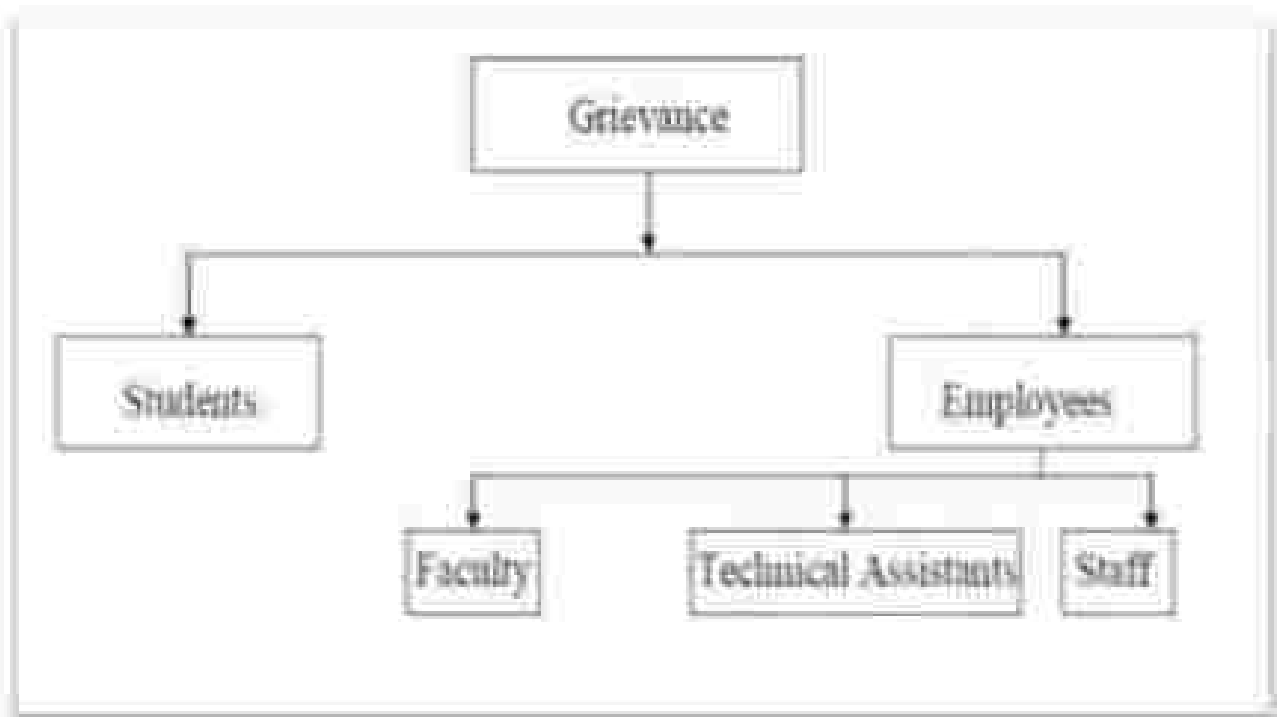 Grievance
Students
Employees
Faculty
Technical Assistants
Staff